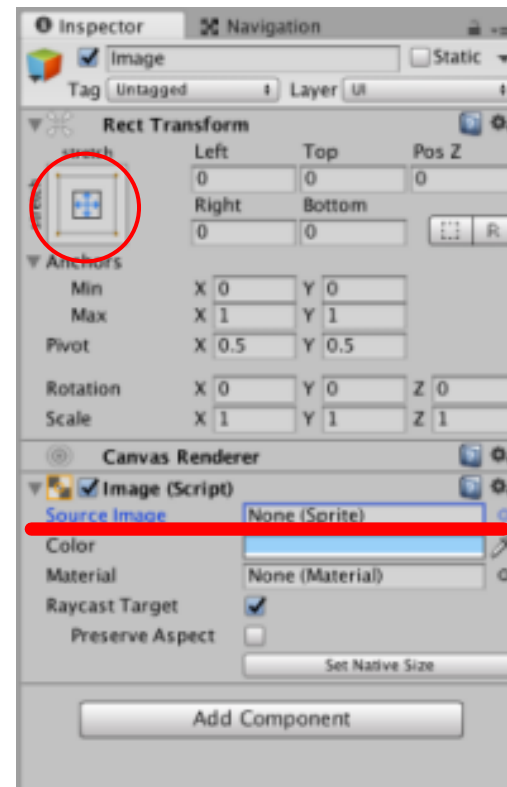 Inspector Navigation
Image Static
Tag Untagged Layer UI
Rect Transform
stretch Left Top Pos Z
0 0 0
Right Bottom
0 0 R
Anchors
Min X 0 Y 0
Max X 1 Y 1
Pivot X 0.5 Y 0.5
Rotation X 0 Y 0 Z 0
Scale X 1 Y 1 Z 1
Canvas Renderer
Image (Script)
Source Image None (Sprite)
Color
Material None (Material)
Raycast Target
Preserve Aspect
Set Native Size
Add Component